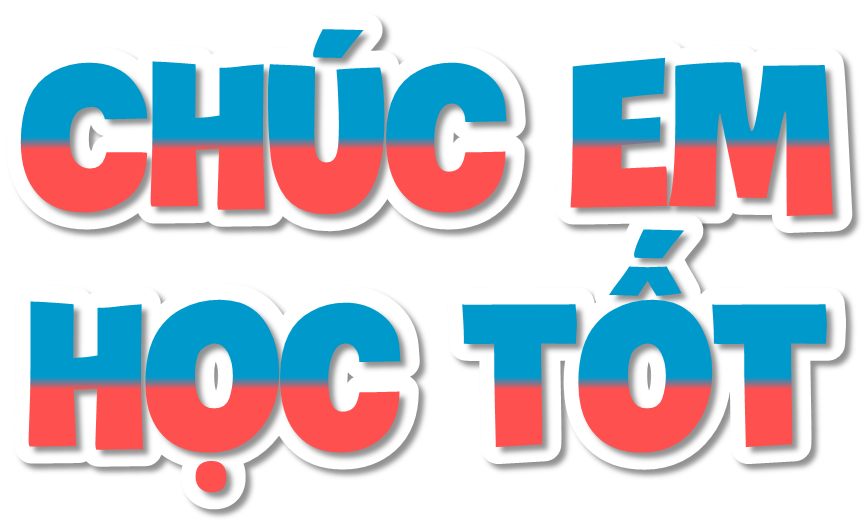 CHÚC EM
HỌC TỐT